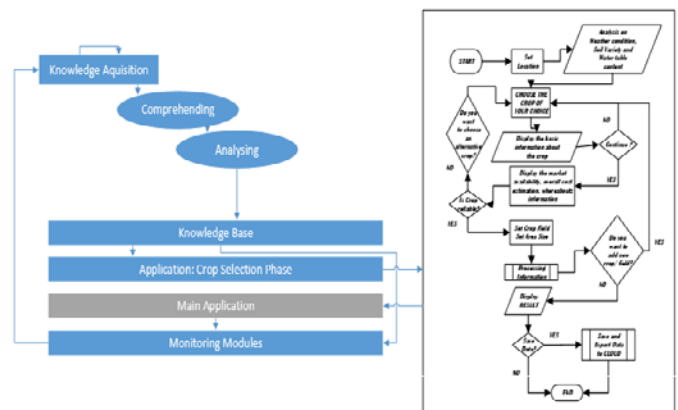 Knowledge Aquisition
Comprehending
Analysing
Knowledge Base
Application: Crop Selection Phase
Main Application
Monitoring Modules
START
Set
Location
Analysis on
Weather condition,
Soil Variety and
Water table
content
CHOOSE THE
CROP OF
YOUR CHOICE
Do you
want
to choose
an
alternative
crop?
NO
Display the basic
information about
the crop
Continue ?
YES
Display the market
availability, overall cost
estimation, whereabouts
information
NO
Is Crop
suitable?
YES
Set Crop Field
Set Area Size
Processing
Information
Do you
want to
add new
crop/ field?
YES
NO
Display
RESULT
Save
Data?
YES
Save and
Export Data
to CLOUD
NO
END